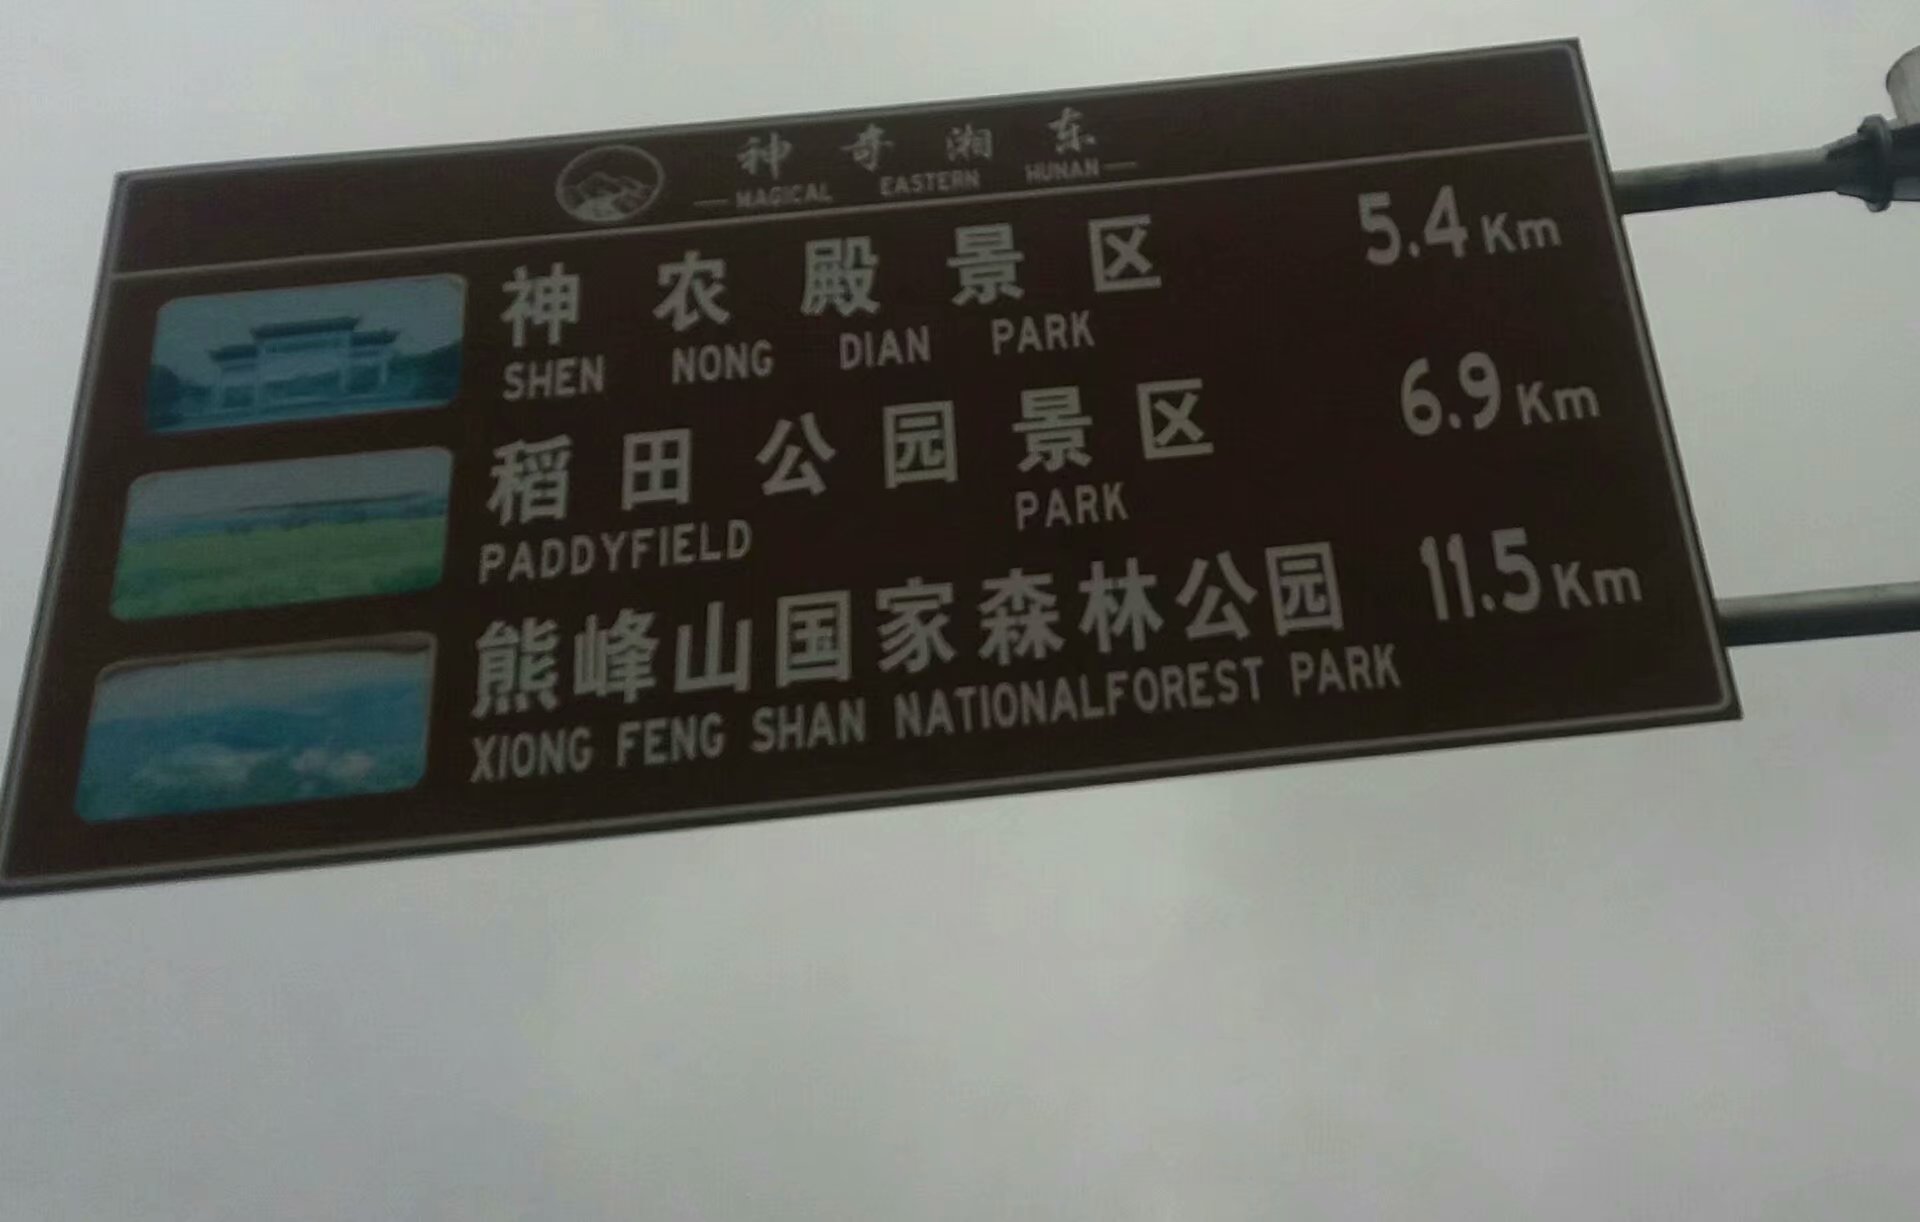 神奇湘东
MAGICAL EASTERN HUNAN
神农殿景区 5.4Km
SHEN NONG DIAN PARK
稻田公园景区 6.9Km
PADDYFIELD PARK
熊峰山国家森林公园 11.5Km
XIONG FENG SHAN NATIONALFOREST PARK